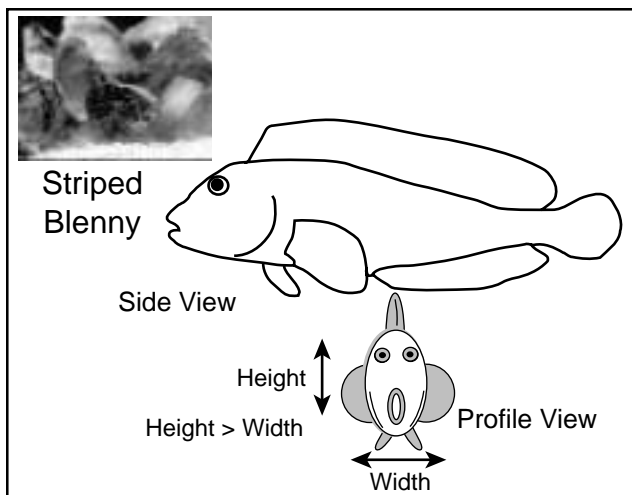 Striped
Blenny
Side View
Height
Height > Width
Profile View
Width